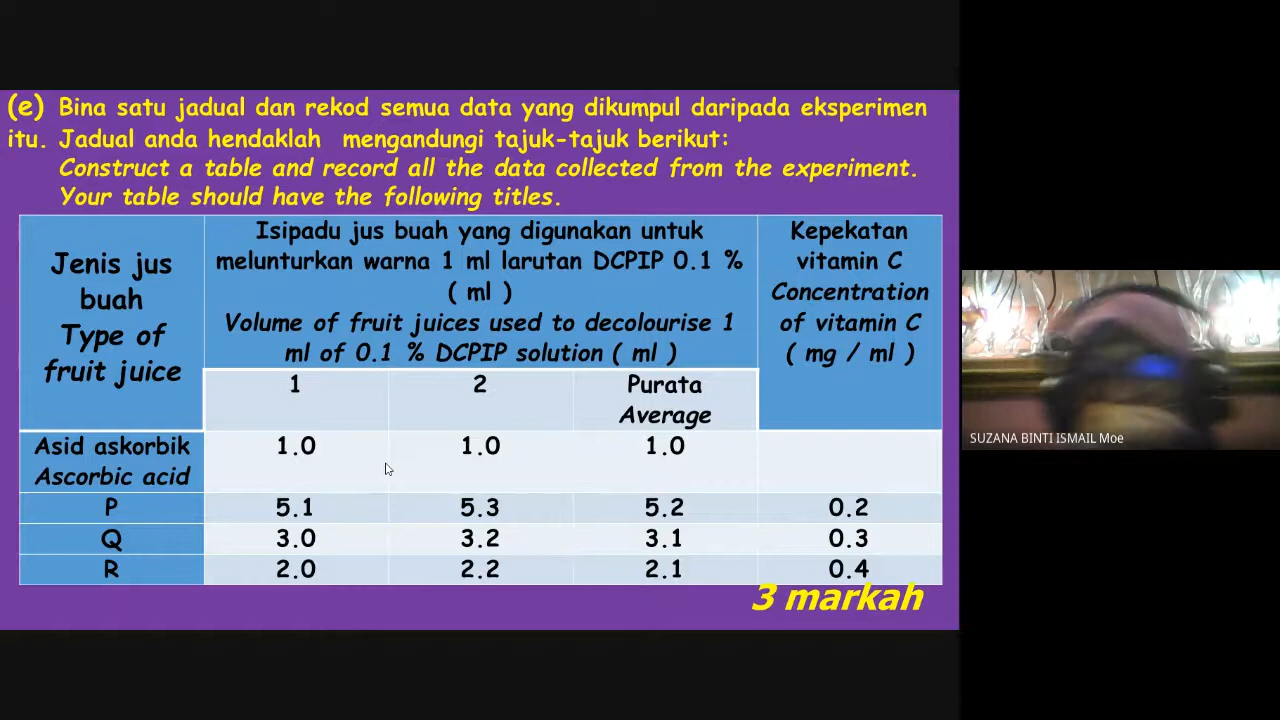 (e) Bina satu jadual dan rekod semua data yang dikumpul daripada eksperimen
itu. Jadual anda hendaklah mengandungi tajuk-tajuk berikut:
Construct a table and record all the data collected from the experiment.
Your table should have the following titles.
Jenis jus
buah
Type of
fruit juice
Isipadu jus buah yang digunakan untuk
melunturkan warna 1 ml larutan DCPIP 0.1 %
( ml )
Volume of fruit juices used to decolourise 1
ml of 0.1 % DCPIP solution ( ml )
Kepekatan
vitamin C
Concentration
of vitamin C
( mg / ml )
1 2 Purata
Average
Asid askorbik 1.0 1.0 1.0
Ascorbic acid
P 5.1 5.3 5.2 0.2
Q 3.0 3.2 3.1 0.3
R 2.0 2.2 2.1 0.4
3 markah
SUZANA BINTI ISMAIL Moe